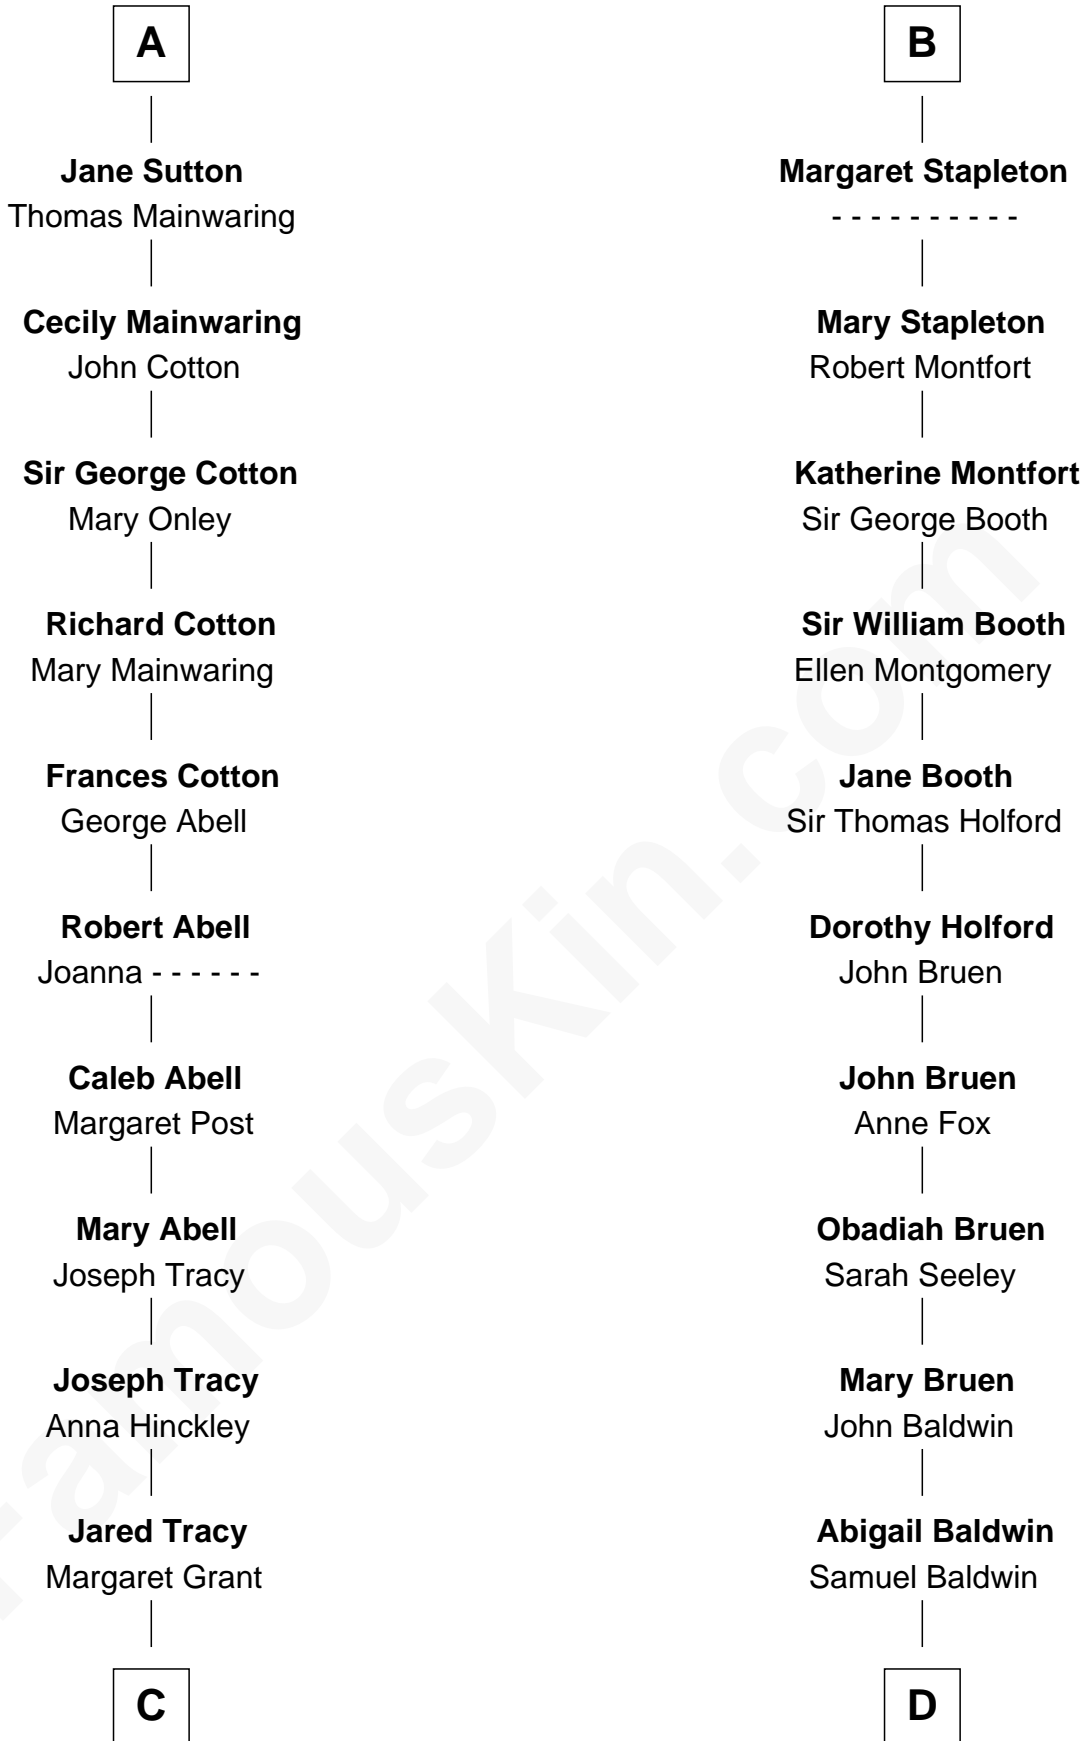 A
Jane Sutton
Thomas Mainwaring
Cecily Mainwaring
John Cotton
Sir George Cotton
Mary Onley
Richard Cotton
Mary Mainwaring
Frances Cotton
George Abell
Robert Abell
Joanna - - - - - -
Caleb Abell
Margaret Post
Mary Abell
Joseph Tracy
Joseph Tracy
Anna Hinckley
Jared Tracy
Margaret Grant
C
B
Margaret Stapleton
- - - - - - - - - -
Mary Stapleton
Robert Montfort
Katherine Montfort
Sir George Booth
Sir William Booth
Ellen Montgomery
Jane Booth
Sir Thomas Holford
Dorothy Holford
John Bruen
John Bruen
Anne Fox
Obadiah Bruen
Sarah Seeley
Mary Bruen
John Baldwin
Abigail Baldwin
Samuel Baldwin
D
FamousKin.com